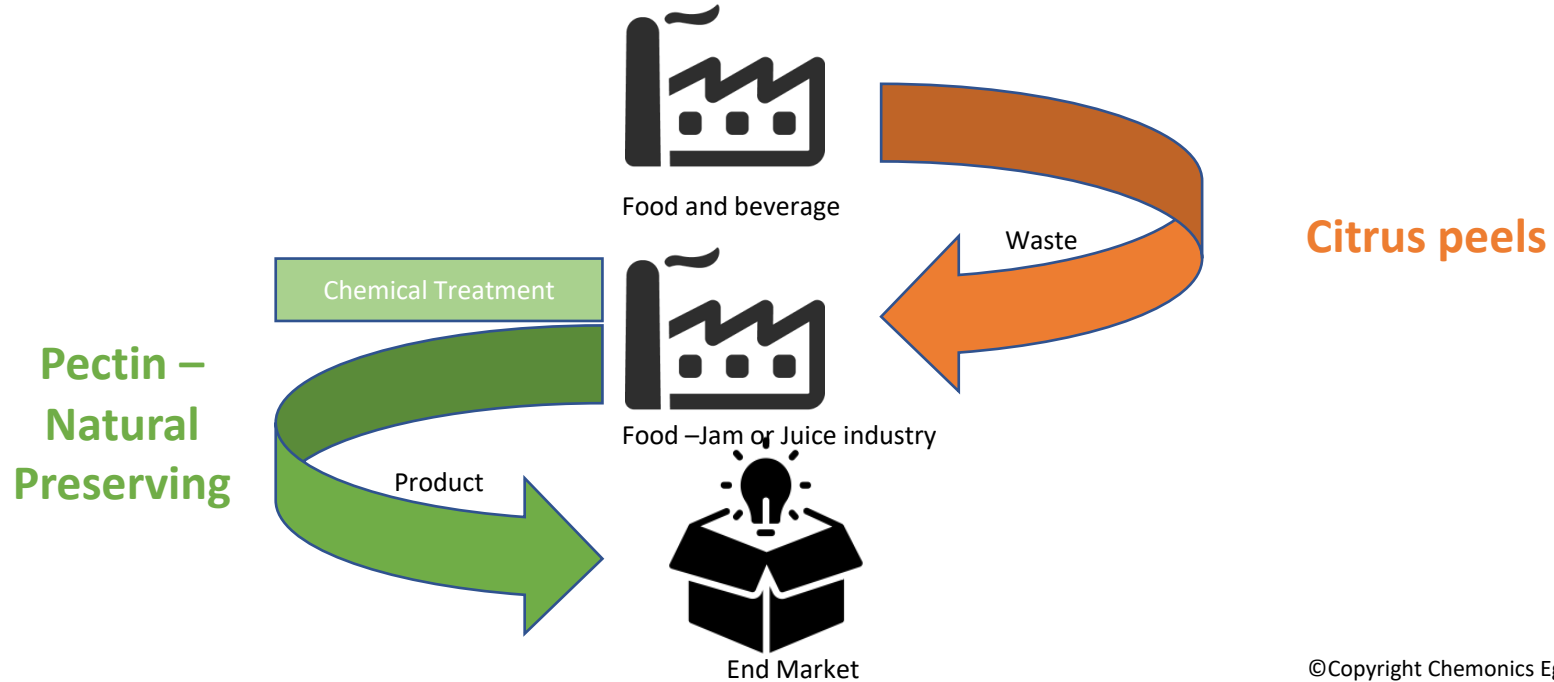 Food and beverage
Waste
Citrus peels
Chemical Treatment
Pectin –
Natural
Preserving
Food –Jam or Juice industry
Product
End Market
©Copyright Chemonics